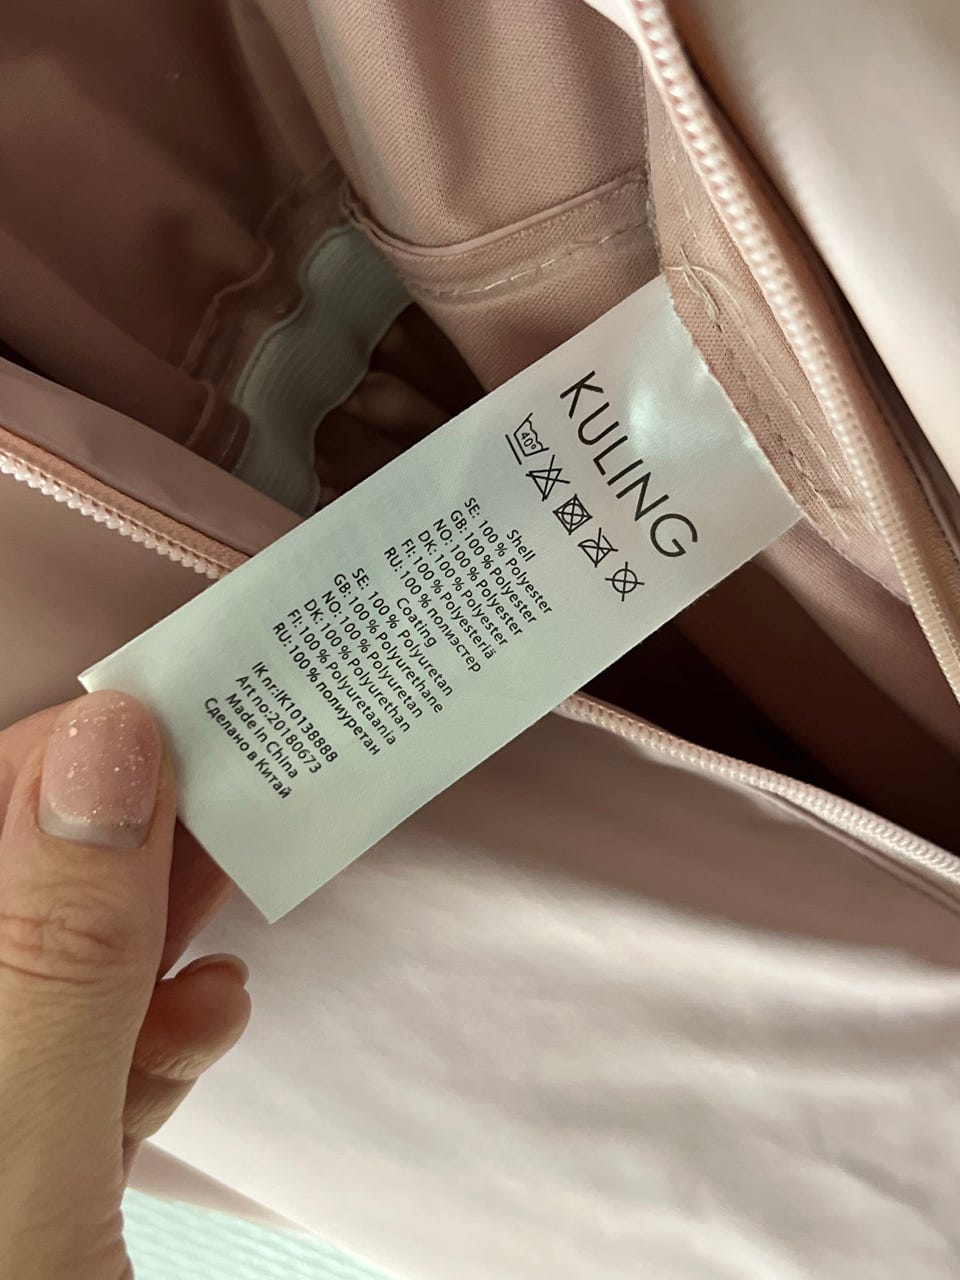 KULING
40°
Shell
SE: 100 % Polyester
GB: 100 % Polyester
NO: 100 % Polyester
DK: 100 % Polyester
FI: 100 % Polyesteriä
RU: 100 % полиэстер
Coating
SE: 100 % Polyuretan
GB: 100 % Polyurethane
NO: 100 % Polyuretan
DK: 100 % Polyurethan
FI: 100 % Polyuretaania
RU: 100 % полиуретан
IK nr:IK10138888
Art no:20180673
Made in China
Сделано в Китай